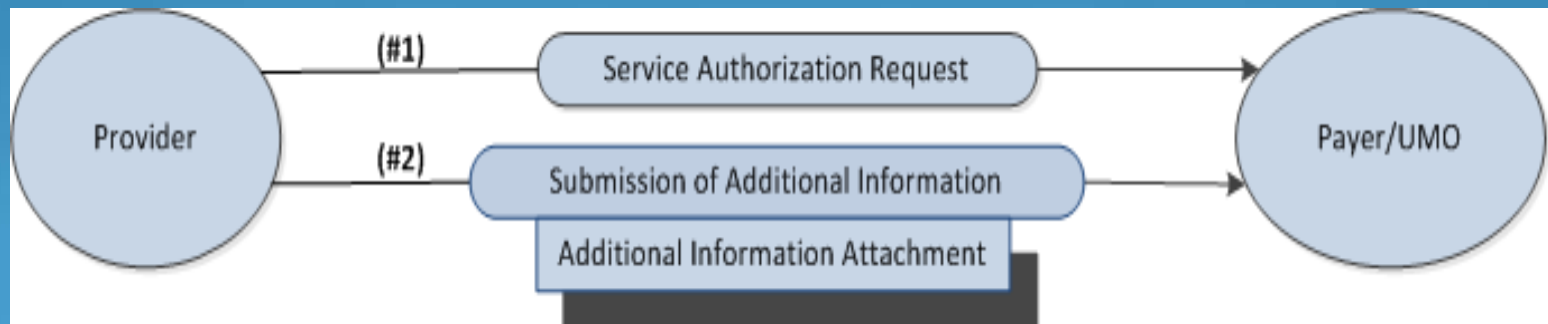 (#1)
Service Authorization Request
Provider
Payer/UMO
(#2)
Submission of Additional Information
Additional Information Attachment